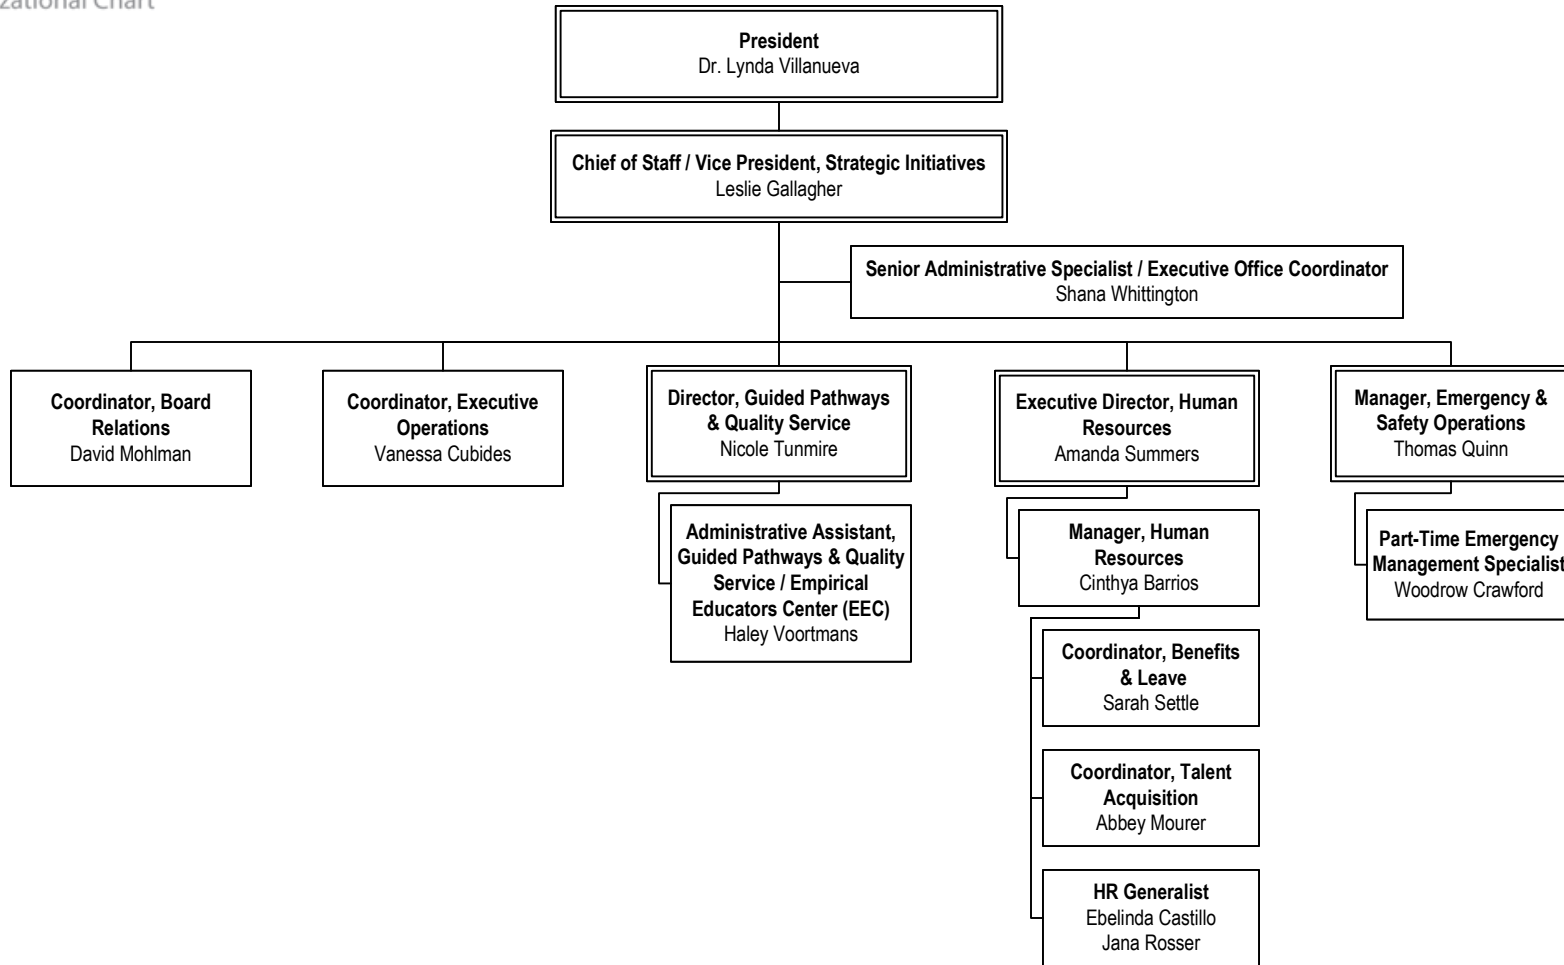 President
Dr. Lynda Villanueva
Chief of Staff / Vice President, Strategic Initiatives
Leslie Gallagher
Senior Administrative Specialist / Executive Office Coordinator
Shana Whittington
Coordinator, Board
Relations
David Mohlman
Coordinator, Executive
Operations
Vanessa Cubides
Director, Guided Pathways
& Quality Service
Nicole Tunmire
Executive Director, Human
Resources
Amanda Summers
Manager, Emergency &
Safety Operations
Thomas Quinn
Administrative Assistant,
Guided Pathways & Quality
Service / Empirical
Educators Center (EEC)
Haley Voortmans
Manager, Human
Resources
Cinthya Barrios
Part-Time Emergency
Management Specialist
Woodrow Crawford
Coordinator, Benefits
& Leave
Sarah Settle
Coordinator, Talent
Acquisition
Abbey Mourer
HR Generalist
Ebelinda Castillo
Jana Rosser